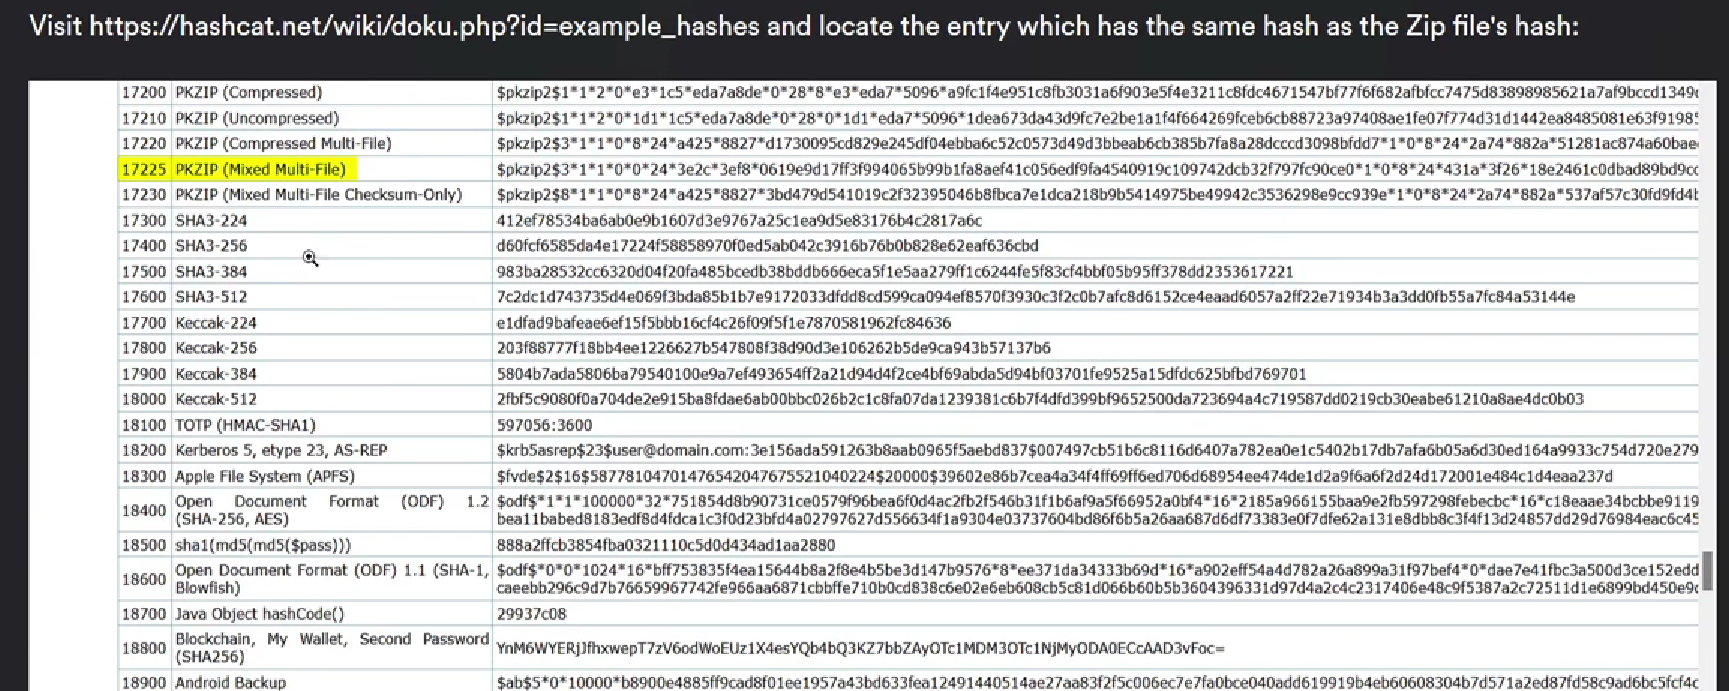 Visit https://hashcat.net/wiki/doku.php?id=example_hashes and locate the entry which has the same hash as the Zip file's hash:
17200 PKZIP (Compressed) $pkzip2$1*1*2*0*e3*1c5*eda7a8de*0*28*8*e3*eda7*5096*a9fc1f4e951c8fb3031a6f903e5f4e3211c8fdc4671547bf77f6f682afbfcc7475d83898985621a7af9bccd1349
17210 PKZIP (Uncompressed) $pkzip2$1*1*2*0*1d1*1c5*eda7a8de*0*28*0*1d1*eda7*5096*1dea673da43d9fc7e2be1a1f4f664269fceb6cb88723a97408ae1fe07f774d31d1442ea8485081e63f91985
17220 PKZIP (Compressed Multi-File) $pkzip2$3*1*1*0*8*24*a425*8827*d1730095cd829e245df04ebba6c52c0573d49d3bbeab6cb385b7fa8a28dcccd3098bfdd7*1*0*8*24*2a74*882a*51281ac874a60bae
17225 PKZIP (Mixed Multi-File) $pkzip2$3*1*1*0*0*24*3e2c*3ef8*0619e9d17ff3f994065b99b1fa8aef41c056edf9fa4540919c109742dcb32f797fc90ce0*1*0*8*24*431a*3f26*18e2461c0dbad89bd9cc
17230 PKZIP (Mixed Multi-File Checksum-Only) $pkzip2$8*1*1*0*8*24*a425*8827*3bd479d541019c2f32395046b8fbca7e1dca218b9b5414975be49942c3536298e9cc939e*1*0*8*24*2a74*882a*537af57c30fd9fd4b
17300 SHA3-224 412ef78534ba6ab0e9b1607d3e9767a25c1ea9d5e83176b4c2817a6c
17400 SHA3-256 d60fcf6585da4e17224f58858970f0ed5ab042c3916b76b0b828e62eaf636cbd
17500 SHA3-384 983ba28532cc6320d04f20fa485bcedb38bddb666eca5f1e5aa279ff1c6244fe5f83cf4bbf05b95ff378dd2353617221
17600 SHA3-512 7c2dc1d743735d4e069f3bda85b1b7e9172033dfdd8cd599ca094ef8570f3930c3f2c0b7afc8d6152ce4eaad6057a2ff22e71934b3a3dd0fb55a7fc84a53144e
17700 Keccak-224 e1dfad9bafeae6ef15f5bbb16cf4c26f09f5f1e7870581962fc84636
17800 Keccak-256 203f88777f18bb4ee1226627b547808f38d90d3e106262b5de9ca943b57137b6
17900 Keccak-384 5804b7ada5806ba79540100e9a7ef493654ff2a21d94d4f2ce4bf69abda5d94bf03701fe9525a15dfdc625bfbd769701
18000 Keccak-512 2fbf5c9080f0a704de2e915ba8fdae6ab00bbc026b2c1c8fa07da1239381c6b7f4dfd399bf9652500da723694a4c719587dd0219cb30eabe61210a8ae4dc0b03
18100 TOTP (HMAC-SHA1) 597056:3600
18200 Kerberos 5, etype 23, AS-REP $krb5asrep$23$user@domain.com:3e156ada591263b8aab0965f5aebd837$007497cb51b6c8116d6407a782ea0e1c5402b17db7afa6b05a6d30ed164a9933c754d720e279
18300 Apple File System (APFS) $fvde$2$16$58778104701476542047675521040224$20000$39602e86b7cea4a34f4ff69ff6ed706d68954ee474de1d2a9f6a6f2d24d172001e484c1d4eaa237d
18400 Open Document Format (ODF) 1.2 $odf$*1*1*100000*32*751854d8b90731ce0579f96bea6f0d4ac2fb2f546b31f1b6af9a5f66952a0bf4*16*2185a966155baa9e2fb597298febecbc*16*c18eaae34bcbbe9119
(SHA-256, AES) bea11babed8183edf8d4fdca1c3f0d23bfd4a02797627d556634f1a9304e03737604bd86f6b5a26aa687d6df73383e0f7dfe62a131e8dbb8c3f4f13d24857dd29d76984eac6c45
18500 sha1(md5(md5($pass))) 888a2ffcb3854fba0321110c5d0d434ad1aa2880
18600 Open Document Format (ODF) 1.1 (SHA-1, $odf$*0*0*1024*16*bff753835f4ea15644b8a2f8e4b5be3d147b9576*8*ee371da34333b69d*16*a902eff54a4d782a26a899a31f97bef4*0*dae7e41fbc3a500d3ce152edd
Blowfish) caeebb296c9d7b76659967742fe966aa6871cbbffe710b0cd838c6e02e6eb608cb5c81d066b60b5b3604396331d97d4a2c4c2317406e48c9f5387a2c72511d1e6899bd450e9c
18700 Java Object hashCode() 29937c08
18800 Blockchain, My Wallet, Second Password (SHA256) YnM6WYERjJfhxwepT7zV6odWoEUz1X4esYQb4bQ3KZ7bbZAyOTc1MDM3OTc1NjMyODA0ECcAAD3vFoc=
18900 Android Backup $ab$5*0*10000*b8900e4885ff9cad8f01ee1957a43bd633fea12491440514ae27aa83f2f5c006ec7e7fa0bce040add619919b4eb60608304b7d571a2ed87fd58c9ad6bc5fcf4c